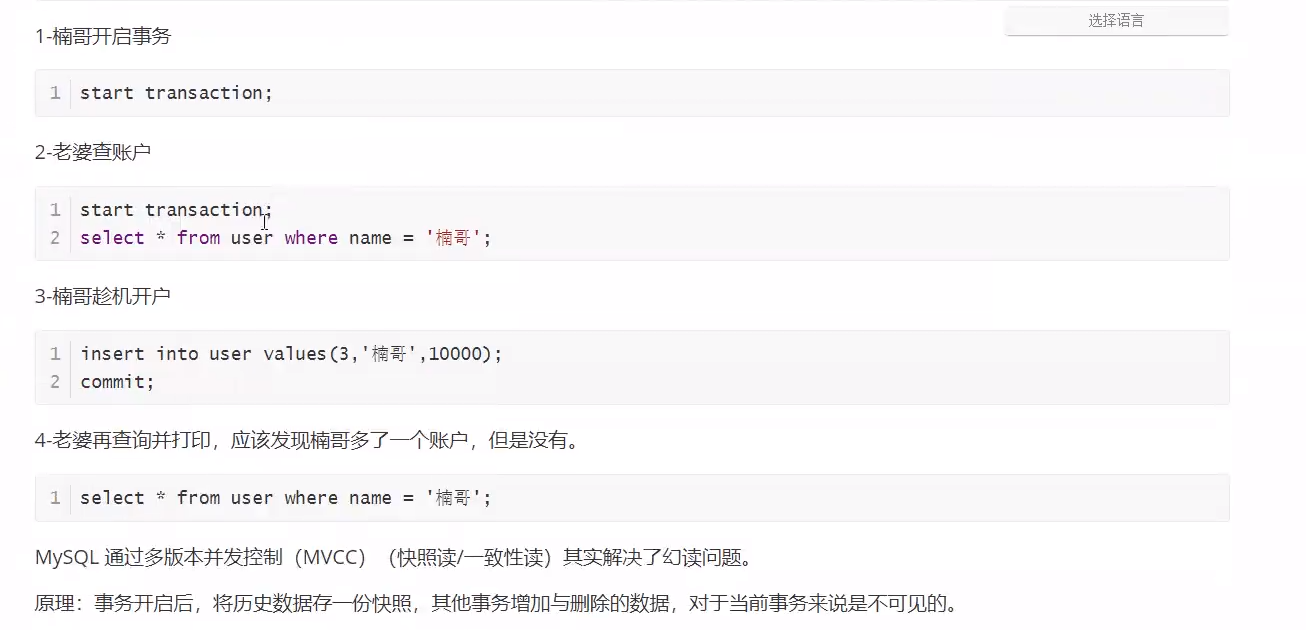 选择语言
1-楠哥开启事务
1 start transaction;
2-老婆查账户
1 start transaction;
2 select * from user where name = '楠哥';
3-楠哥趁机开户
1 insert into user values(3,'楠哥',10000);
2 commit;
4-老婆再查询并打印，应该发现楠哥多了一个账户，但是没有。
1 select * from user where name = '楠哥';
MySQL 通过多版本并发控制（MVCC）（快照读/一致性读）其实解决了幻读问题。
原理：事务开启后，将历史数据存一份快照，其他事务增加与删除的数据，对于当前事务来说是不可见的。